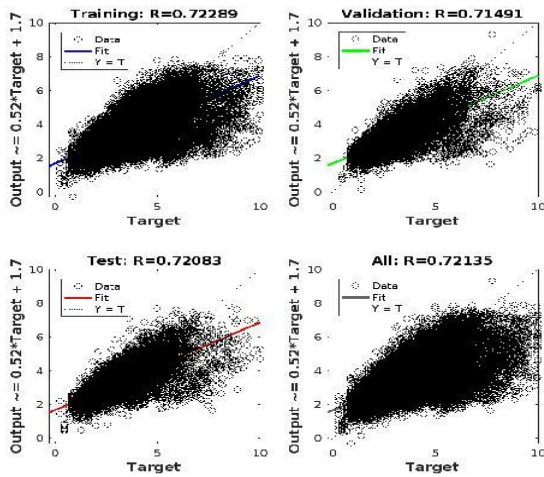 Training: R=0.72289
Data
Fit
Y = T
Output ~= 0.52*Target + 1.7
10
8
6
4
2
0
0 5 10
Target
Validation: R=0.71491
Data
Fit
Y = T
Output ~= 0.52*Target + 1.7
10
8
6
4
2
0
0 5 10
Target
Test: R=0.72083
Data
Fit
Y = T
Output ~= 0.52*Target + 1.7
10
8
6
4
2
0
0 5 10
Target
All: R=0.72135
Data
Fit
Y = T
Output ~= 0.52*Target + 1.7
10
8
6
4
2
0
0 5 10
Target